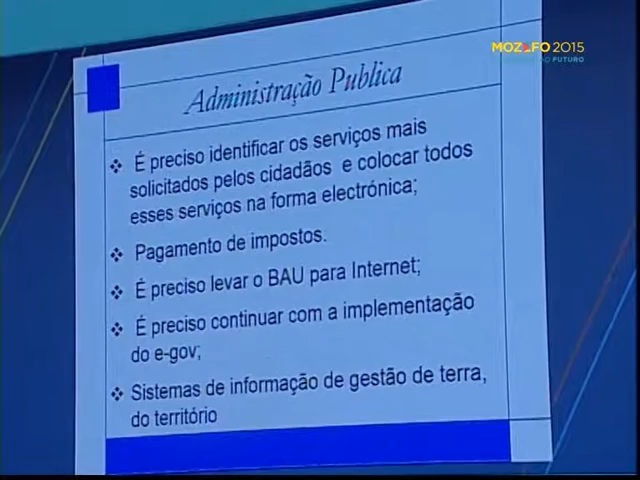 MOZEFO 2015
FUTURO
Administração Publica
❖ É preciso identificar os serviços mais
solicitados pelos cidadãos e colocar todos
esses serviços na forma electrónica;
❖ Pagamento de impostos.
❖ É preciso levar o BAU para Internet;
❖ É preciso continuar com a implementação
do e-gov;
❖ Sistemas de informação de gestão de terra,
do território